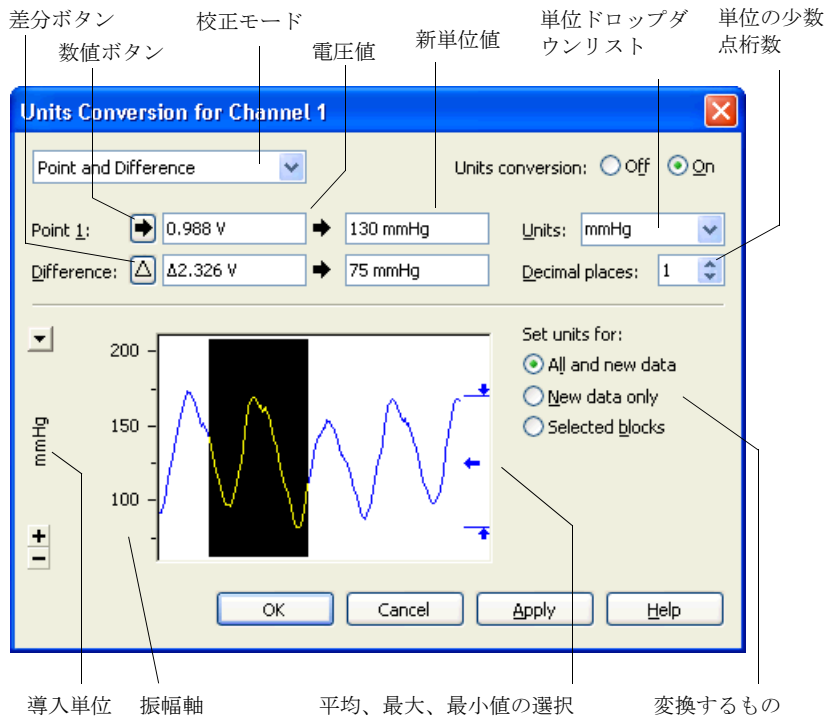 差分ボタン
数値ボタン
校正モード
電圧値
新単位値
単位ドロップダ
ウンリスト
単位の少数
点桁数
Units Conversion for Channel 1
Point and Difference
Units conversion: Off On
Point 1: 0.988 V 130 mmHg Units: mmHg
Difference: Δ2.326 V 75 mmHg Decimal places: 1
200
150
100
mmHg
+
−
Set units for:
All and new data
New data only
Selected blocks
OK Cancel Apply Help
導入単位 振幅軸 平均、最大、最小値の選択 変換するもの